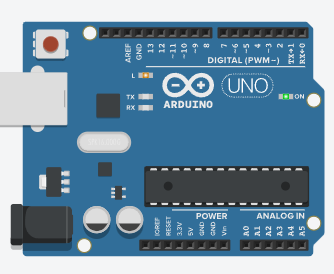 AREF
GND
13
12
~11
~10
~9
8
7
~6
~5
4
~3
2
TX→1
RX←0
DIGITAL (PWM~)
L
TX
RX
UNO
ON
ARDUINO
POWER
ANALOG IN
IOREF
RESET
3.3V
5V
GND
GND
Vin
A0
A1
A2
A3
A4
A5